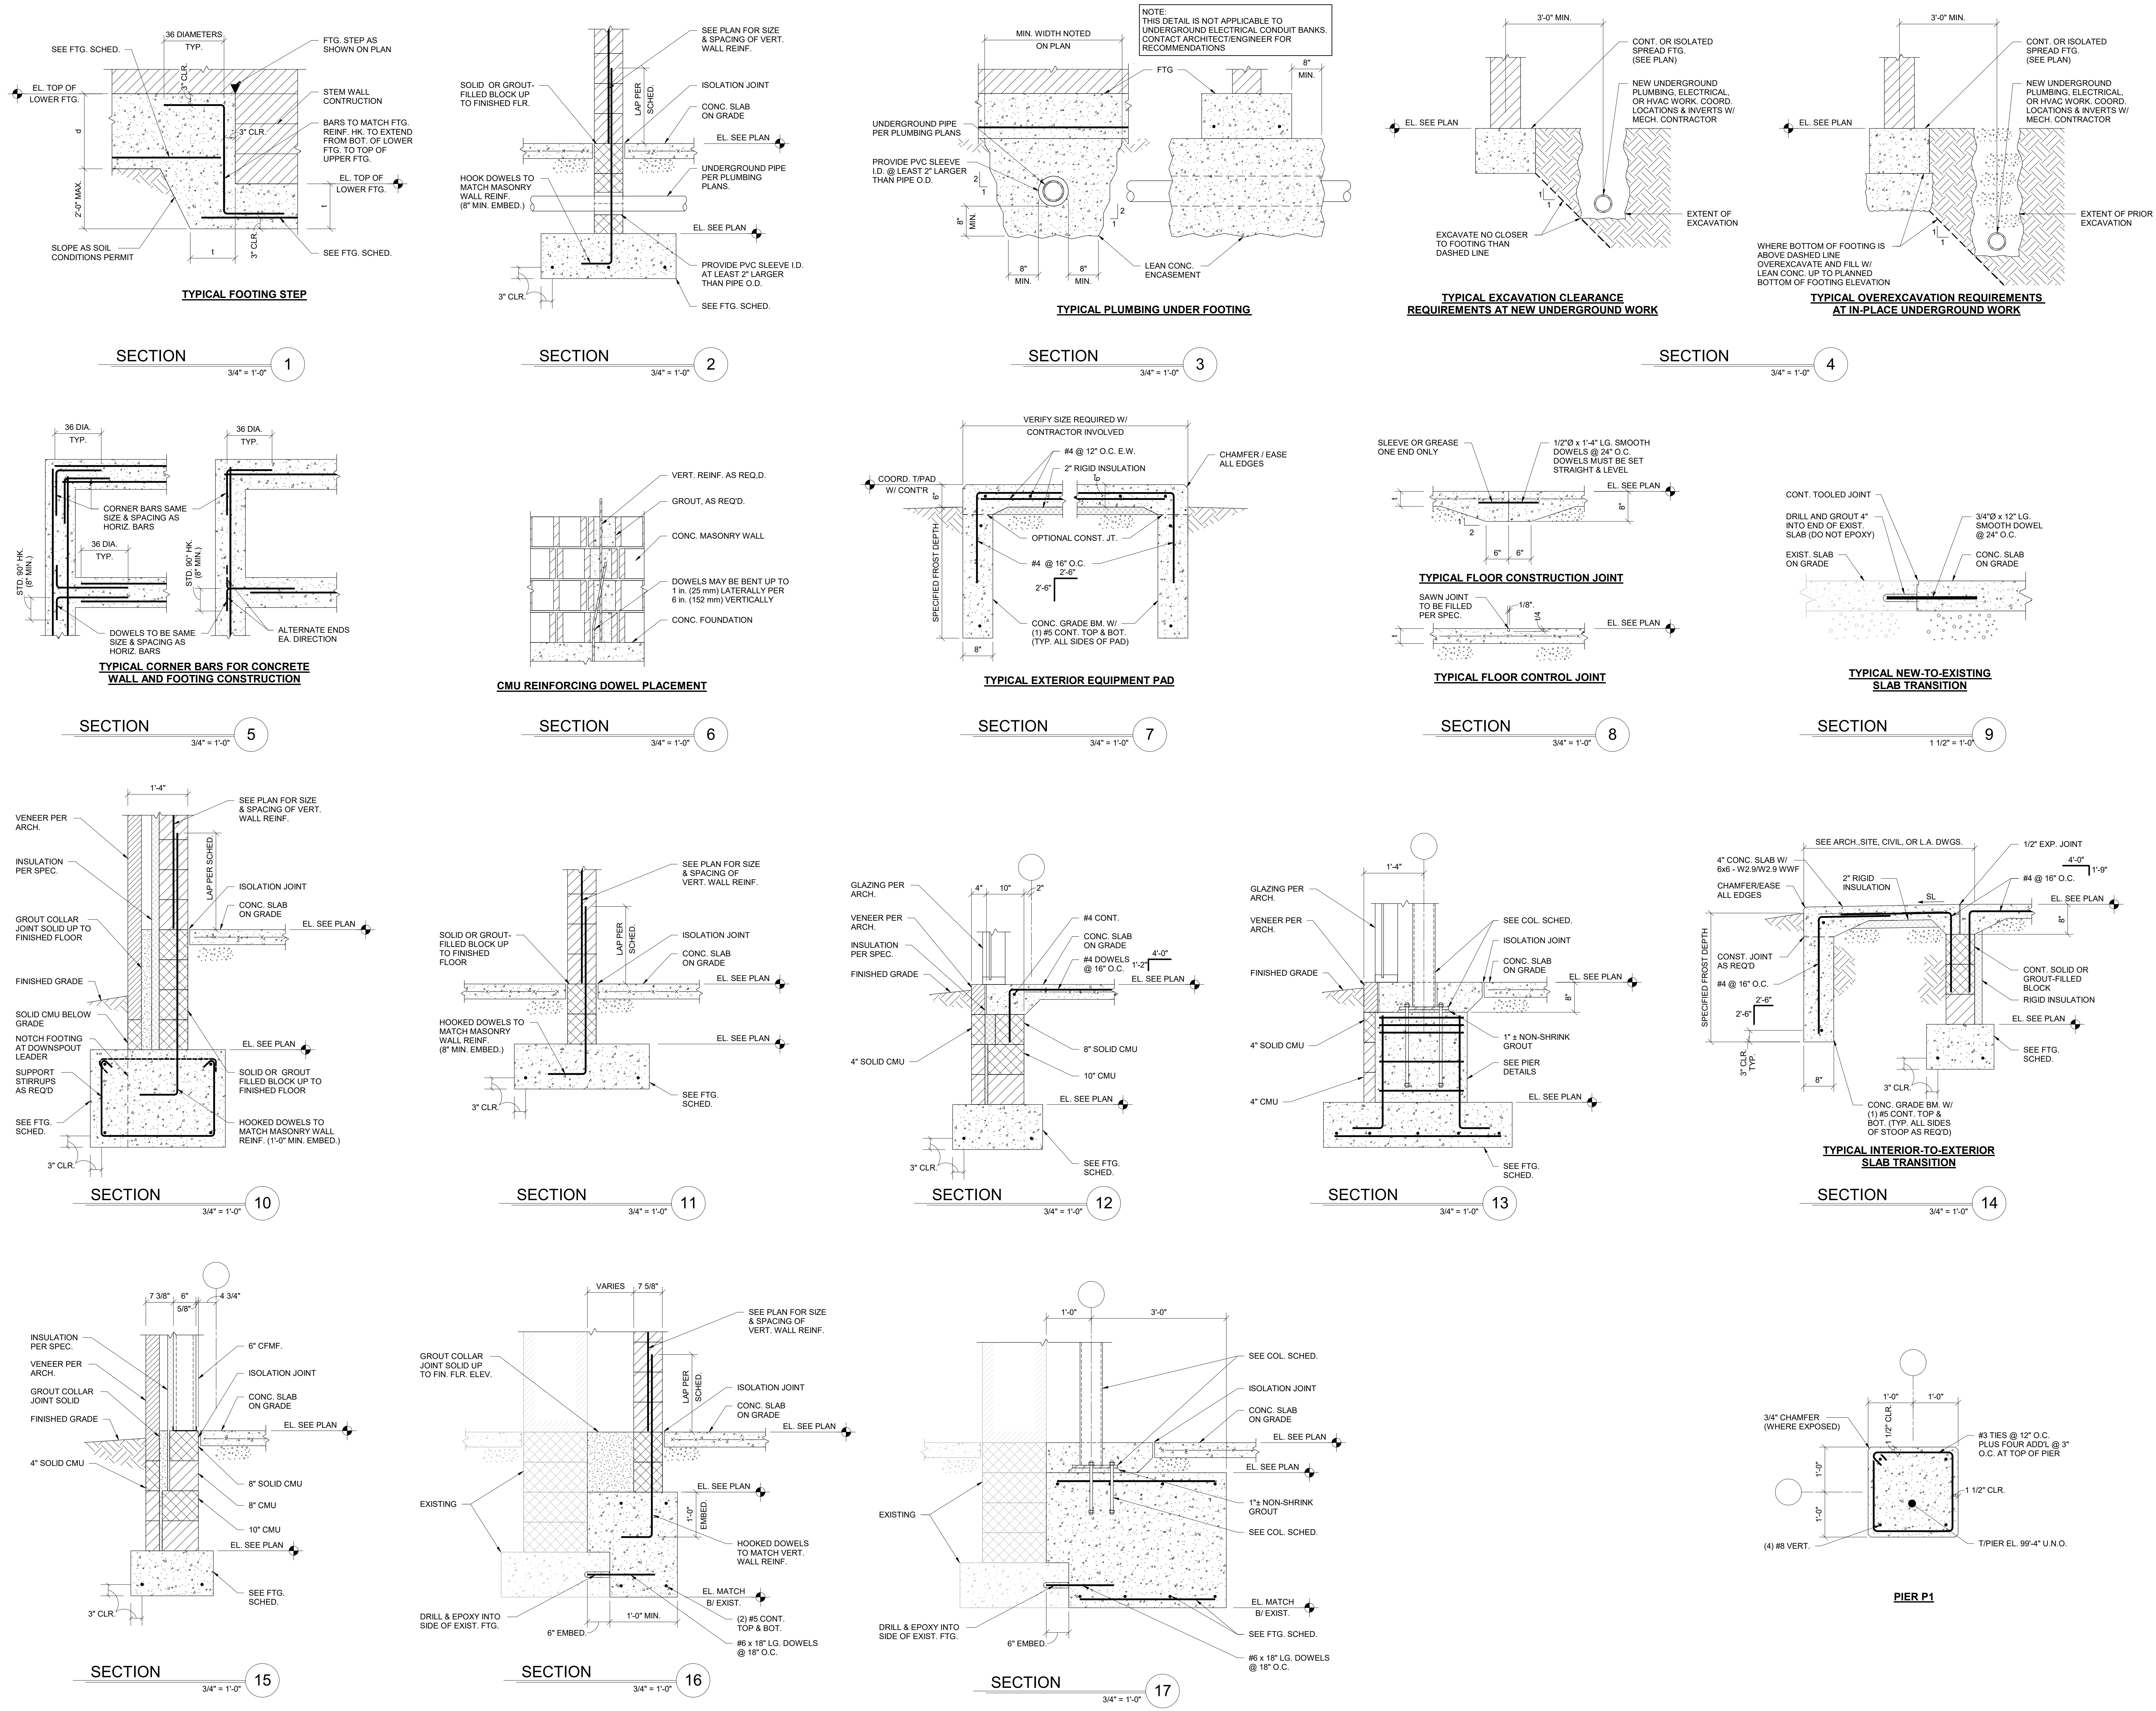 36 DIAMETERS
TYP.
SEE FTG. SCHED.
3" CLR.
FTG. STEP AS
SHOWN ON PLAN
EL. TOP OF
LOWER FTG.
STEM WALL
CONTRUCTION
BARS TO MATCH FTG.
REINF. HK. TO EXTEND
FROM BOT. OF LOWER
FTG. TO TOP OF
UPPER FTG.
d
3" CLR.
EL. TOP OF
LOWER FTG.
2'-0" MAX.
t
SLOPE AS SOIL
CONDITIONS PERMIT
t
3" CLR.
SEE FTG. SCHED.
TYPICAL FOOTING STEP
SECTION
3/4" = 1'-0"
1
SEE PLAN FOR SIZE
& SPACING OF VERT.
WALL REINF.
SOLID OR GROUT-
FILLED BLOCK UP
TO FINISHED FLR.
LAP PER
SCHED.
ISOLATION JOINT
CONC. SLAB
ON GRADE
EL. SEE PLAN
UNDERGROUND PIPE
PER PLUMBING
PLANS.
HOOK DOWELS TO
MATCH MASONRY
WALL REINF.
(8" MIN. EMBED.)
EL. SEE PLAN
PROVIDE PVC SLEEVE I.D.
AT LEAST 2" LARGER
THAN PIPE O.D.
3" CLR.
SEE FTG. SCHED.
SECTION
3/4" = 1'-0"
2
NOTE:
THIS DETAIL IS NOT APPLICABLE TO
UNDERGROUND ELECTRICAL CONDUIT BANKS.
CONTACT ARCHITECT/ENGINEER FOR
RECOMMENDATIONS
MIN. WIDTH NOTED
ON PLAN
FTG
8"
MIN.
UNDERGROUND PIPE
PER PLUMBING PLANS
PROVIDE PVC SLEEVE
I.D. @ LEAST 2" LARGER
THAN PIPE O.D.
2
1
2
1
8"
MIN.
8"
MIN.
8"
MIN.
LEAN CONC.
ENCASEMENT
TYPICAL PLUMBING UNDER FOOTING
SECTION
3/4" = 1'-0"
3
3'-0" MIN.
CONT. OR ISOLATED
SPREAD FTG.
(SEE PLAN)
NEW UNDERGROUND
PLUMBING, ELECTRICAL,
OR HVAC WORK. COORD.
LOCATIONS & INVERTS W/
MECH. CONTRACTOR
EL. SEE PLAN
1
1
EXTENT OF
EXCAVATION
EXCAVATE NO CLOSER
TO FOOTING THAN
DASHED LINE
TYPICAL EXCAVATION CLEARANCE
REQUIREMENTS AT NEW UNDERGROUND WORK
3'-0" MIN.
CONT. OR ISOLATED
SPREAD FTG.
(SEE PLAN)
NEW UNDERGROUND
PLUMBING, ELECTRICAL,
OR HVAC WORK. COORD.
LOCATIONS & INVERTS W/
MECH. CONTRACTOR
EL. SEE PLAN
1
1
EXTENT OF PRIOR
EXCAVATION
WHERE BOTTOM OF FOOTING IS
ABOVE DASHED LINE
OVEREXCAVATE AND FILL W/
LEAN CONC. UP TO PLANNED
BOTTOM OF FOOTING ELEVATION
TYPICAL OVEREXCAVATION REQUIREMENTS
AT IN-PLACE UNDERGROUND WORK
SECTION
3/4" = 1'-0"
4
36 DIA.
TYP.
36 DIA.
TYP.
CORNER BARS SAME
SIZE & SPACING AS
HORIZ. BARS
36 DIA.
TYP.
STD. 90° HK.
(8" MIN.)
STD. 90° HK.
(8" MIN.)
DOWELS TO BE SAME
SIZE & SPACING AS
HORIZ. BARS
ALTERNATE ENDS
EA. DIRECTION
TYPICAL CORNER BARS FOR CONCRETE
WALL AND FOOTING CONSTRUCTION
SECTION
3/4" = 1'-0"
5
VERT. REINF. AS REQ,D.
GROUT, AS REQ'D.
CONC. MASONRY WALL
DOWELS MAY BE BENT UP TO
1 in. (25 mm) LATERALLY PER
6 in. (152 mm) VERTICALLY
CONC. FOUNDATION
CMU REINFORCING DOWEL PLACEMENT
SECTION
3/4" = 1'-0"
6
VERIFY SIZE REQUIRED W/
CONTRACTOR INVOLVED
#4 @ 12" O.C. E.W.
2" RIGID INSULATION
CHAMFER / EASE
ALL EDGES
COORD. T/PAD
W/ CONT'R
6"
6"
SPECIFIED FROST DEPTH
OPTIONAL CONST. JT.
#4 @ 16" O.C.
2'-6"
2'-6"
CONC. GRADE BM. W/
(1) #5 CONT. TOP & BOT.
(TYP. ALL SIDES OF PAD)
8"
TYPICAL EXTERIOR EQUIPMENT PAD
SECTION
3/4" = 1'-0"
7
SLEEVE OR GREASE
ONE END ONLY
1/2"Ø x 1'-4" LG. SMOOTH
DOWELS @ 24" O.C.
DOWELS MUST BE SET
STRAIGHT & LEVEL
EL. SEE PLAN
t
8"
1
2
6"
6"
TYPICAL FLOOR CONSTRUCTION JOINT
SAWN JOINT
TO BE FILLED
PER SPEC.
1/8".
t/4
EL. SEE PLAN
t
TYPICAL FLOOR CONTROL JOINT
SECTION
3/4" = 1'-0"
8
CONT. TOOLED JOINT
DRILL AND GROUT 4"
INTO END OF EXIST.
SLAB (DO NOT EPOXY)
3/4"Ø x 12" LG.
SMOOTH DOWEL
@ 24" O.C.
EXIST. SLAB
ON GRADE
CONC. SLAB
ON GRADE
TYPICAL NEW-TO-EXISTING
SLAB TRANSITION
SECTION
1 1/2" = 1'-0"
9
1'-4"
SEE PLAN FOR SIZE
& SPACING OF VERT.
WALL REINF.
VENEER PER
ARCH.
LAP PER SCHED.
INSULATION
PER SPEC.
ISOLATION JOINT
CONC. SLAB
ON GRADE
GROUT COLLAR
JOINT SOLID UP TO
FINISHED FLOOR
EL. SEE PLAN
FINISHED GRADE
SOLID CMU BELOW
GRADE
NOTCH FOOTING
AT DOWNSPOUT
LEADER
EL. SEE PLAN
SUPPORT
STIRRUPS
AS REQ'D
SOLID OR GROUT
FILLED BLOCK UP TO
FINISHED FLOOR
SEE FTG.
SCHED.
HOOKED DOWELS TO
MATCH MASONRY WALL
REINF. (1'-0" MIN. EMBED.)
3" CLR.
SECTION
3/4" = 1'-0"
10
SEE PLAN FOR SIZE
& SPACING OF
VERT. WALL REINF.
LAP PER
SCHED.
SOLID OR GROUT-
FILLED BLOCK UP
TO FINISHED
FLOOR
ISOLATION JOINT
CONC. SLAB
ON GRADE
EL. SEE PLAN
HOOKED DOWELS TO
MATCH MASONRY
WALL REINF.
(8" MIN. EMBED.)
EL. SEE PLAN
SEE FTG.
SCHED.
3" CLR.
SECTION
3/4" = 1'-0"
11
4"
10"
2"
GLAZING PER
ARCH.
VENEER PER
ARCH.
INSULATION
PER SPEC.
FINISHED GRADE
#4 CONT.
CONC. SLAB
ON GRADE
#4 DOWELS
@ 16" O.C.
4'-0"
1'-2"
EL. SEE PLAN
4" SOLID CMU
8" SOLID CMU
10" CMU
EL. SEE PLAN
3" CLR.
SEE FTG.
SCHED.
SECTION
3/4" = 1'-0"
12
1'-4"
GLAZING PER
ARCH.
VENEER PER
ARCH.
SEE COL. SCHED.
ISOLATION JOINT
CONC. SLAB
ON GRADE
FINISHED GRADE
EL. SEE PLAN
8"
4" SOLID CMU
1" ± NON-SHRINK
GROUT
SEE PIER
DETAILS
4" CMU
EL. SEE PLAN
SEE FTG.
SCHED.
SECTION
3/4" = 1'-0"
13
SEE ARCH.,SITE, CIVIL, OR L.A. DWGS.
1/2" EXP. JOINT
4" CONC. SLAB W/
6x6 - W2.9/W2.9 WWF
2" RIGID
INSULATION
4'-0"
1'-9"
#4 @ 16" O.C.
CHAMFER/EASE
ALL EDGES
SL
EL. SEE PLAN
8"
SPECIFIED FROST DEPTH
CONST. JOINT
AS REQ'D
#4 @ 16" O.C.
2'-6"
2'-6"
CONT. SOLID OR
GROUT-FILLED
BLOCK
RIGID INSULATION
EL. SEE PLAN
3" CLR.
TYP.
SEE FTG.
SCHED.
8"
3" CLR.
CONC. GRADE BM. W/
(1) #5 CONT. TOP &
BOT. (TYP. ALL SIDES
OF STOOP AS REQ'D)
TYPICAL INTERIOR-TO-EXTERIOR
SLAB TRANSITION
SECTION
3/4" = 1'-0"
14
7 3/8"
6"
5/8"
4 3/4"
INSULATION
PER SPEC.
6" CFMF.
VENEER PER
ARCH.
ISOLATION JOINT
GROUT COLLAR
JOINT SOLID
CONC. SLAB
ON GRADE
FINISHED GRADE
EL. SEE PLAN
4" SOLID CMU
8" SOLID CMU
8" CMU
10" CMU
EL. SEE PLAN
SEE FTG.
SCHED.
3" CLR.
SECTION
3/4" = 1'-0"
15
VARIES
7 5/8"
SEE PLAN FOR SIZE
& SPACING OF
VERT. WALL REINF.
GROUT COLLAR
JOINT SOLID UP
TO FIN. FLR. ELEV.
LAP PER
SCHED.
ISOLATION JOINT
CONC. SLAB
ON GRADE
EL. SEE PLAN
EL. SEE PLAN
EXISTING
1'-0"
EMBED.
HOOKED DOWELS
TO MATCH VERT.
WALL REINF.
EL. MATCH
B/ EXIST.
DRILL & EPOXY INTO
SIDE OF EXIST. FTG.
1'-0" MIN.
6" EMBED.
(2) #5 CONT.
TOP & BOT.
#6 x 18" LG. DOWELS
@ 18" O.C.
SECTION
3/4" = 1'-0"
16
1'-0"
3'-0"
SEE COL. SCHED.
ISOLATION JOINT
CONC. SLAB
ON GRADE
EL. SEE PLAN
EL. SEE PLAN
EXISTING
1"± NON-SHRINK
GROUT
SEE COL. SCHED.
EL. MATCH
B/ EXIST.
DRILL & EPOXY INTO
SIDE OF EXIST. FTG.
6" EMBED.
SEE FTG. SCHED.
#6 x 18" LG. DOWELS
@ 18" O.C.
SECTION
3/4" = 1'-0"
17
1'-0"
1'-0"
3/4" CHAMFER
(WHERE EXPOSED)
1 1/2" CLR.
#3 TIES @ 12" O.C.
PLUS FOUR ADD'L @ 3"
O.C. AT TOP OF PIER
1'-0"
1'-0"
1 1/2" CLR.
(4) #8 VERT.
T/PIER EL. 99'-4" U.N.O.
PIER P1